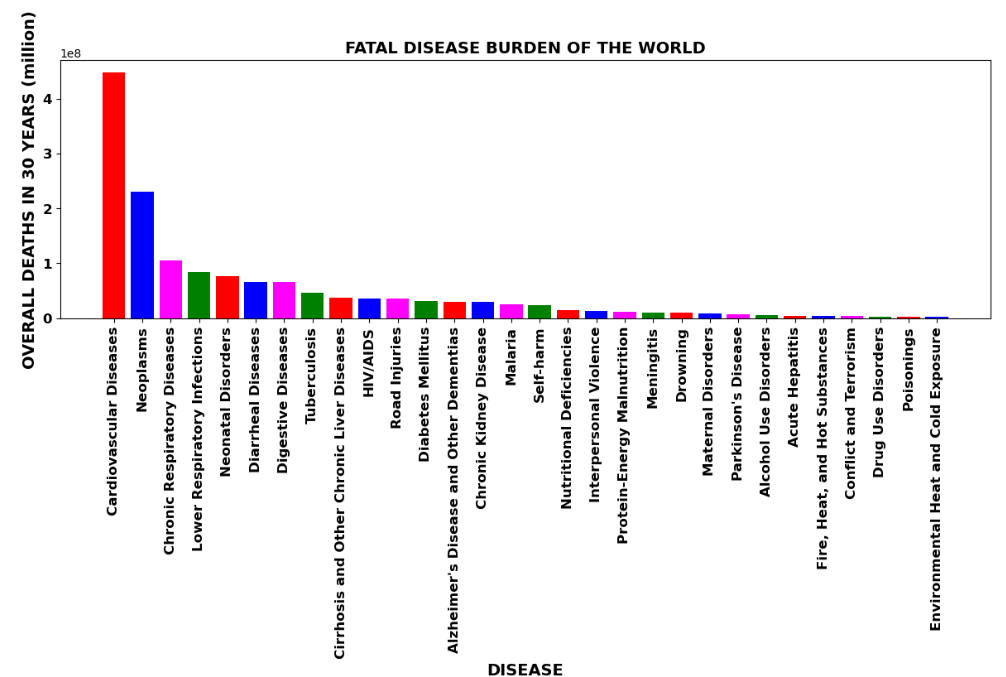 FATAL DISEASE BURDEN OF THE WORLD
1e8
OVERALL DEATHS IN 30 YEARS (million)
4
3
2
1
0
Cardiovascular Diseases
Neoplasms
Chronic Respiratory Diseases
Lower Respiratory Infections
Neonatal Disorders
Diarrheal Diseases
Digestive Diseases
Tuberculosis
Cirrhosis and Other Chronic Liver Diseases
HIV/AIDS
Road Injuries
Diabetes Mellitus
Alzheimer's Disease and Other Dementias
Chronic Kidney Disease
Malaria
Self-harm
Nutritional Deficiencies
Interpersonal Violence
Protein-Energy Malnutrition
Meningitis
Drowning
Maternal Disorders
Parkinson's Disease
Alcohol Use Disorders
Acute Hepatitis
Fire, Heat, and Hot Substances
Conflict and Terrorism
Drug Use Disorders
Poisonings
Environmental Heat and Cold Exposure
DISEASE